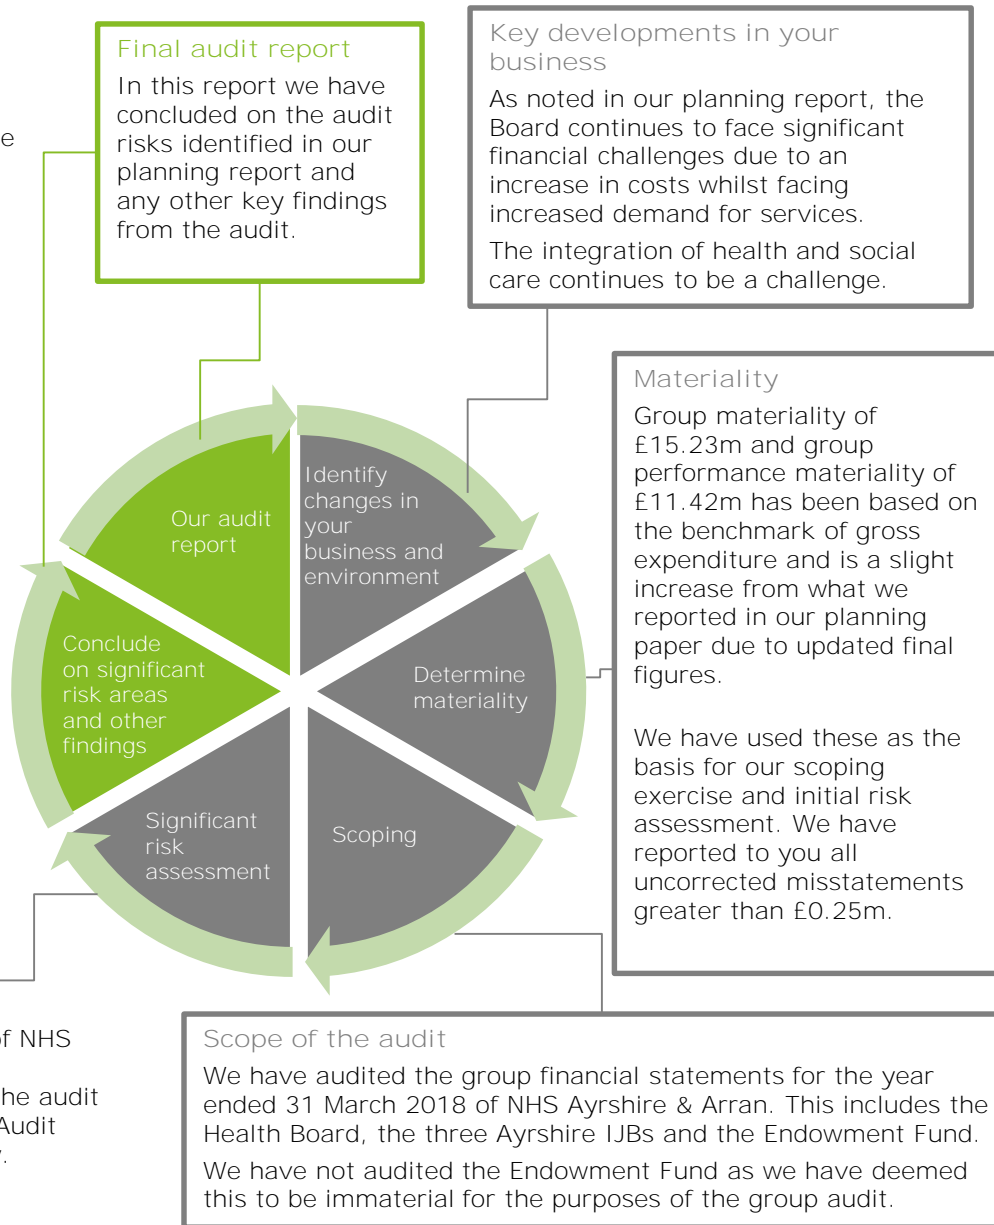 Final audit report
In this report we have
concluded on the audit
risks identified in our
planning report and
any other key findings
from the audit.
Key developments in your
business
As noted in our planning report, the
Board continues to face significant
financial challenges due to an
increase in costs whilst facing
increased demand for services.
The integration of health and social
care continues to be a challenge.
e
Materiality
Group materiality of
£15.23m and group
performance materiality of
£11.42m has been based on
the benchmark of gross
expenditure and is a slight
increase from what we
reported in our planning
paper due to updated final
figures.
We have used these as the
basis for our scoping
exercise and initial risk
assessment. We have
reported to you all
uncorrected misstatements
greater than £0.25m.
Identify
changes in
your
business and
environment
Our audit
report
Determine
materiality
Conclude
on significant
risk areas
and other
findings
Significant
risk
assessment
Scoping
of NHS
he audit
Audit
.
Scope of the audit
We have audited the group financial statements for the year
ended 31 March 2018 of NHS Ayrshire & Arran. This includes the
Health Board, the three Ayrshire IJBs and the Endowment Fund.
We have not audited the Endowment Fund as we have deemed
this to be immaterial for the purposes of the group audit.